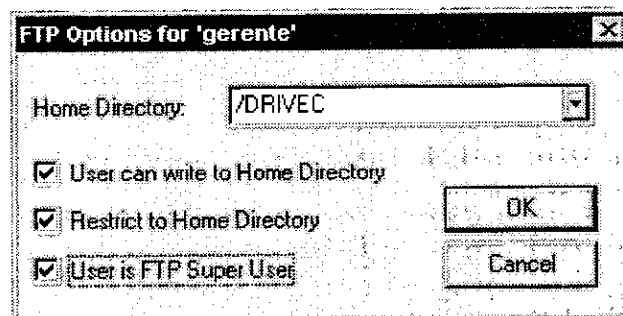 FTP Options for 'gerente'
Home Directory: /DRIVEC
User can write to Home Directory
Restrict to Home Directory
OK
User is FTP Super User
Cancel